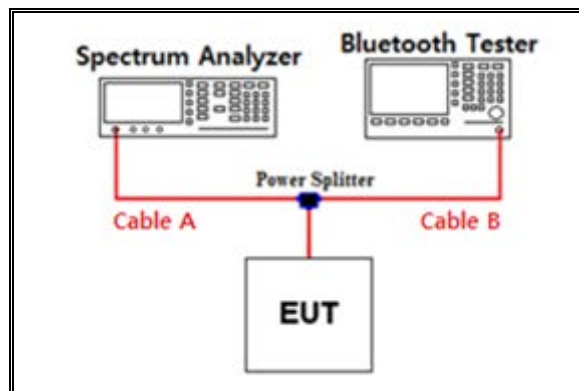 Spectrum Analyzer
Bluetooth Tester
Power Splitter
Cable A
Cable B
EUT